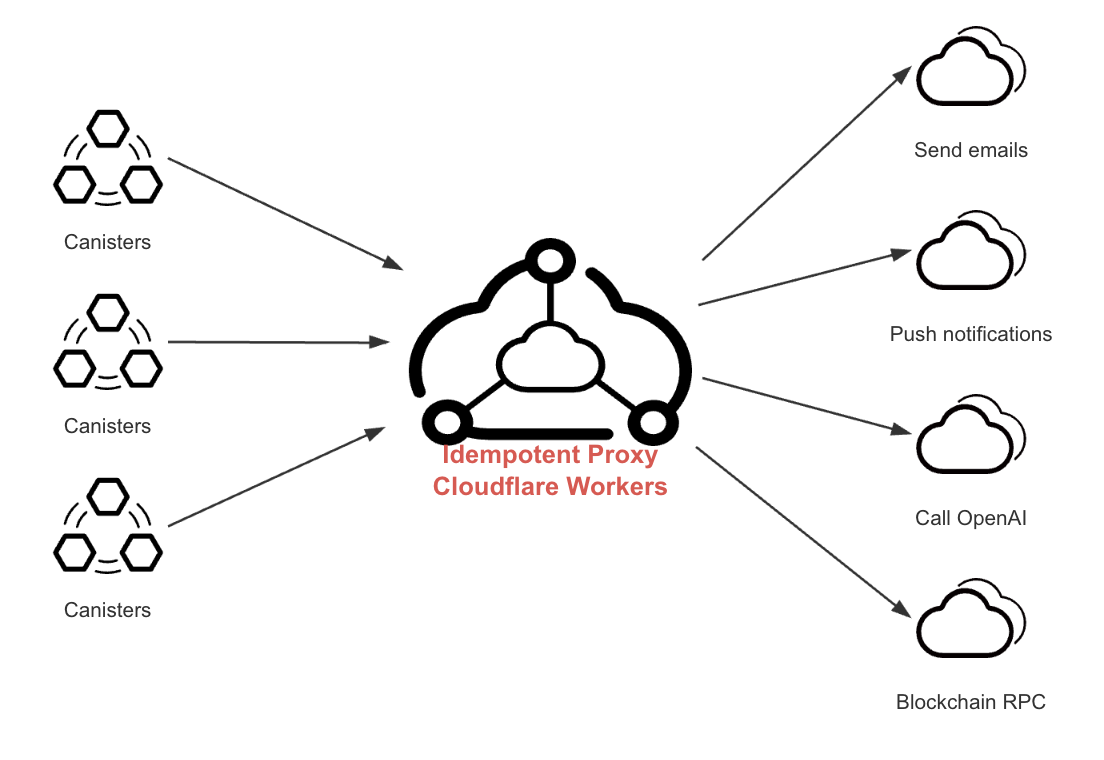 Canisters
Canisters
Canisters
Idempotent Proxy
Cloudflare Workers
Send emails
Push notifications
Call OpenAI
Blockchain RPC